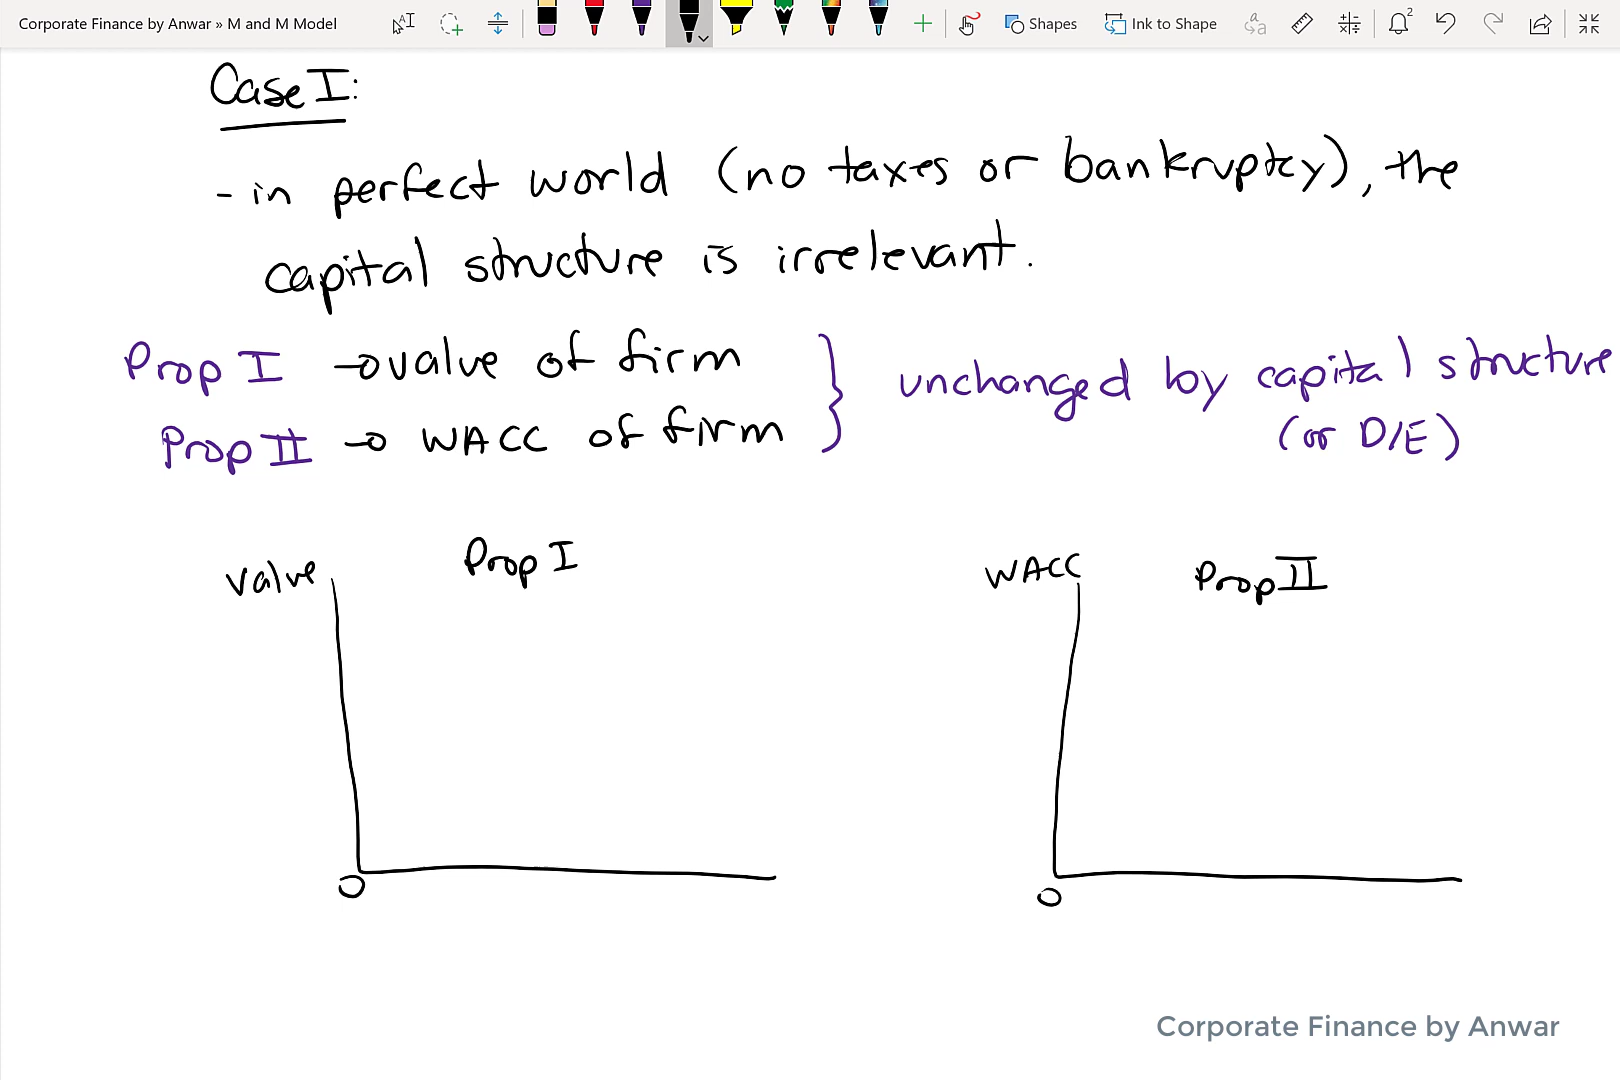 Corporate Finance by Anwar » M and M Model
Shapes
Ink to Shape
2
Case I:
- in perfect world (no taxes or bankruptcy), the
capital structure is irrelevant.
Prop I → value of firm } unchanged by capital structure
Prop II → WACC of firm (or D/E)
Value Prop I
WACC Prop II
0
0
Corporate Finance by Anwar